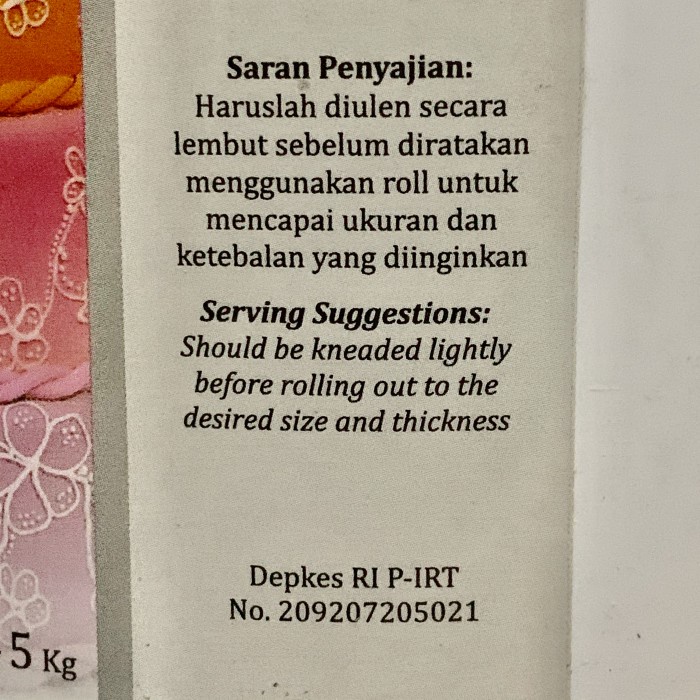 Saran Penyajian:
Haruslah diulen secara
lembut sebelum diratakan
menggunakan roll untuk
mencapai ukuran dan
ketebalan yang diinginkan
Serving Suggestions:
Should be kneaded lightly
before rolling out to the
desired size and thickness
Depkes RI P-IRT
No. 209207205021
5 Kg